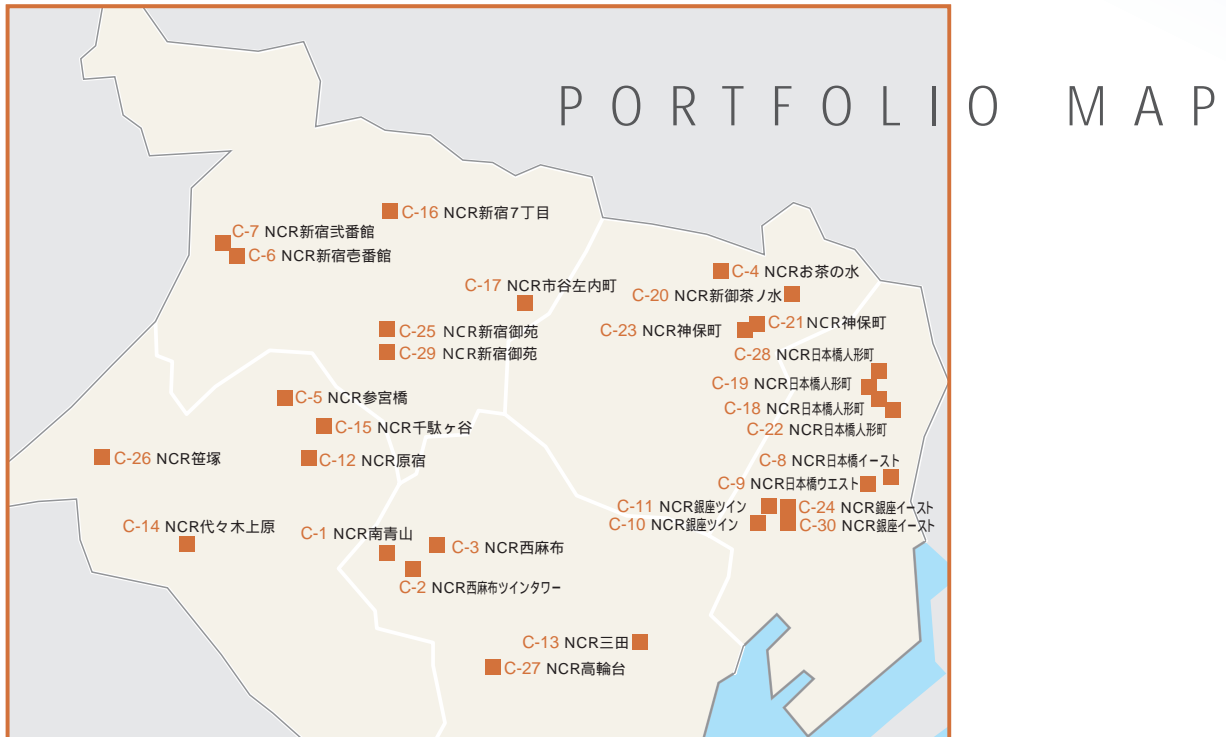 PORTFOLIO MAP
C-16 NCR新宿7丁目
C-7 NCR新宿弐番館
C-6 NCR新宿壱番館
C-4 NCRお茶の水
C-17 NCR市谷左内町
C-20 NCR新御茶ノ水
C-21 NCR神保町
C-23 NCR神保町
C-25 NCR新宿御苑
C-29 NCR新宿御苑
C-28 NCR日本橋人形町
C-19 NCR日本橋人形町
C-5 NCR参宮橋
C-18 NCR日本橋人形町
C-15 NCR千駄ヶ谷
C-22 NCR日本橋人形町
C-26 NCR笹塚
C-12 NCR原宿
C-8 NCR日本橋イースト
C-9 NCR日本橋ウエスト
C-11 NCR銀座ツイン
C-24 NCR銀座イースト
C-10 NCR銀座ツイン
C-30 NCR銀座イースト
C-14 NCR代々木上原
C-1 NCR南青山
C-3 NCR西麻布
C-2 NCR西麻布ツインタワー
C-13 NCR三田
C-27 NCR高輪台